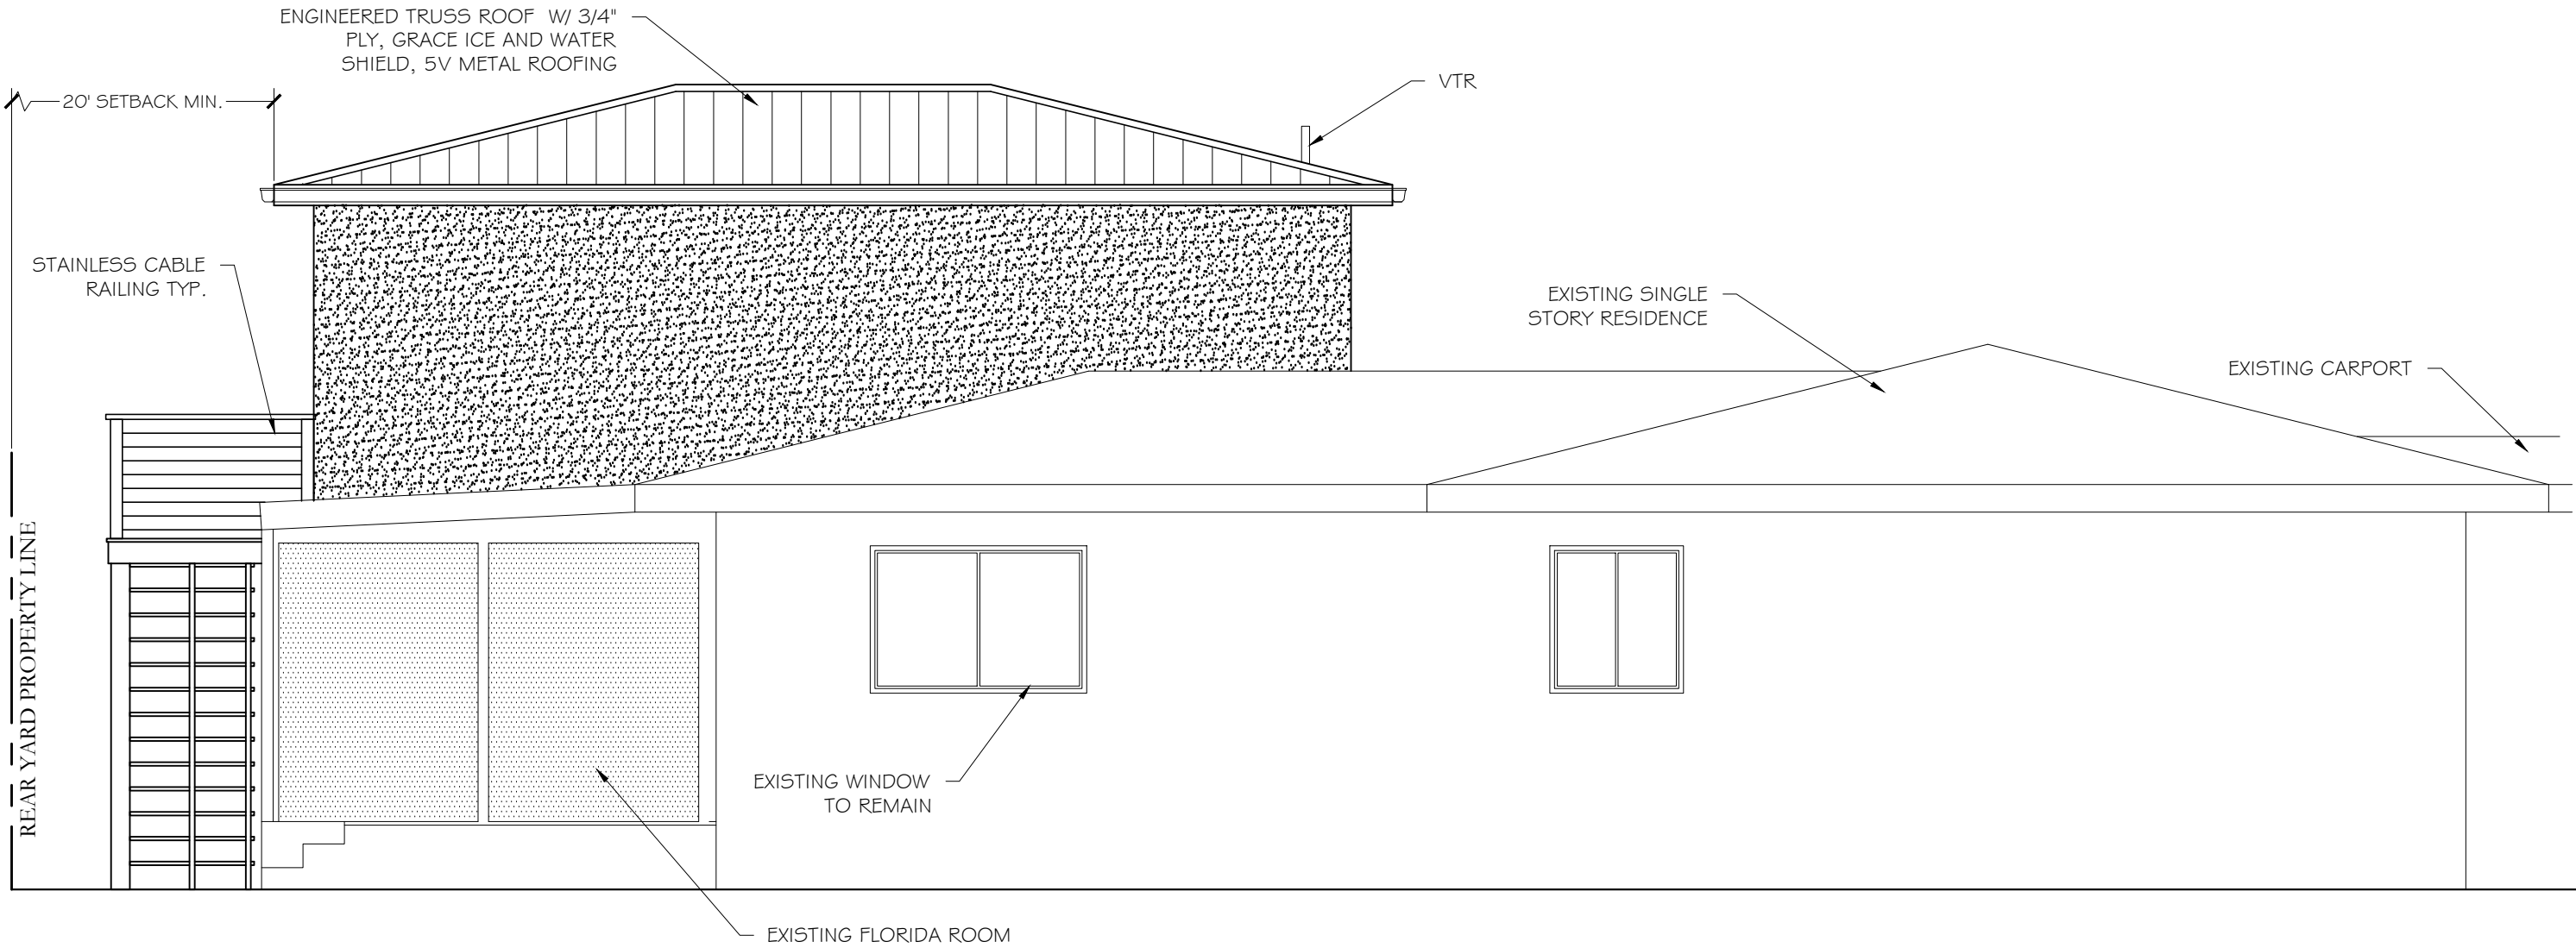 ENGINEERED TRUSS ROOF W/ 3/4"
PLY, GRACE ICE AND WATER
SHIELD, 5V METAL ROOFING
VTR
20' SETBACK MIN.
STAINLESS CABLE
RAILING TYP.
EXISTING SINGLE
STORY RESIDENCE
EXISTING CARPORT
REAR YARD PROPERTY LINE
EXISTING WINDOW
TO REMAIN
EXISTING FLORIDA ROOM